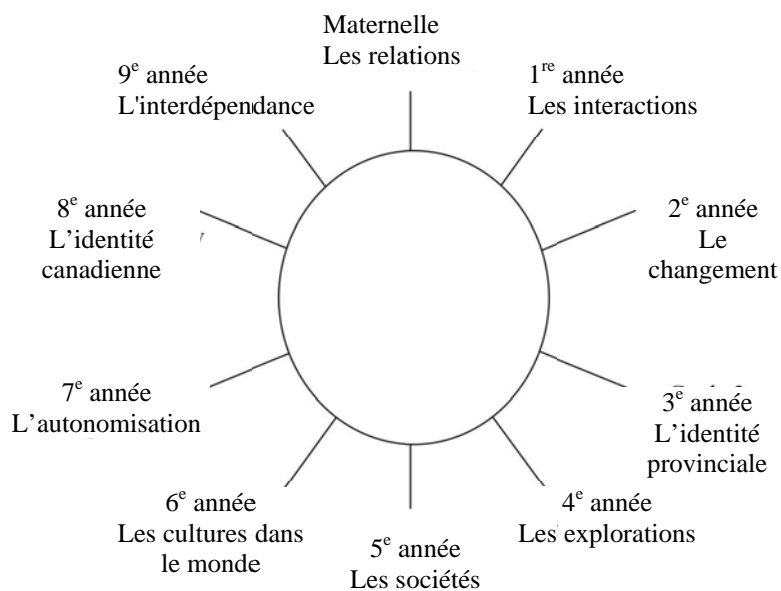 Maternelle
Les relations
1re année
Les interactions
2e année
Le
changement
3e année
L’identité
provinciale
4e année
Les explorations
5e année
Les sociétés
6e année
Les cultures dans
le monde
7e année
L’autonomisation
8e année
L’identité
canadienne
9e année
L'interdépendance